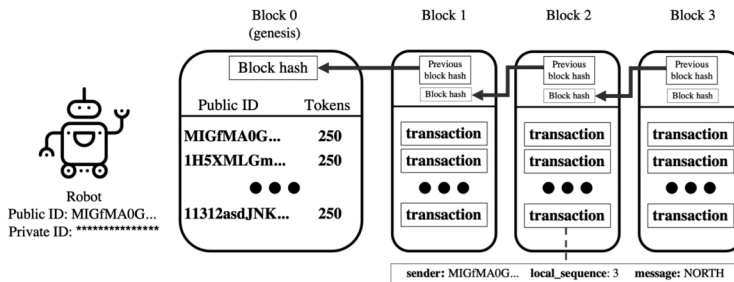 Block 0
(genesis)
Block 1
Block 2
Block 3
Block hash
Public ID Tokens
MIGfMA0G... 250
1H5XMLGm... 250
11312asdJNK... 250
Previous
block hash
Block hash
transaction
transaction
transaction
Previous
block hash
Block hash
transaction
transaction
transaction
Previous
block hash
Block hash
transaction
transaction
transaction
Robot
Public ID: MIGfMA0G...
Private ID: ***************
sender: MIGfMA0G... local_sequence: 3 message: NORTH